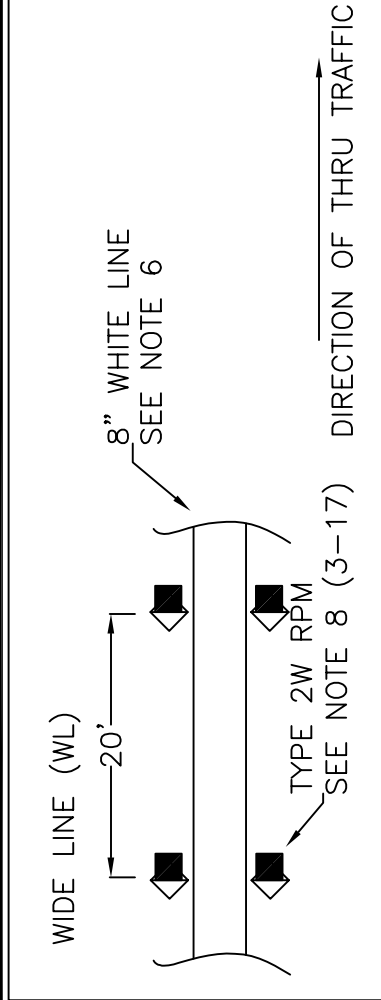 WIDE LINE (WL)
20'
8" WHITE LINE
SEE NOTE 6
TYPE 2W RPM
SEE NOTE 8 (3-17)
DIRECTION OF THRU TRAFFIC